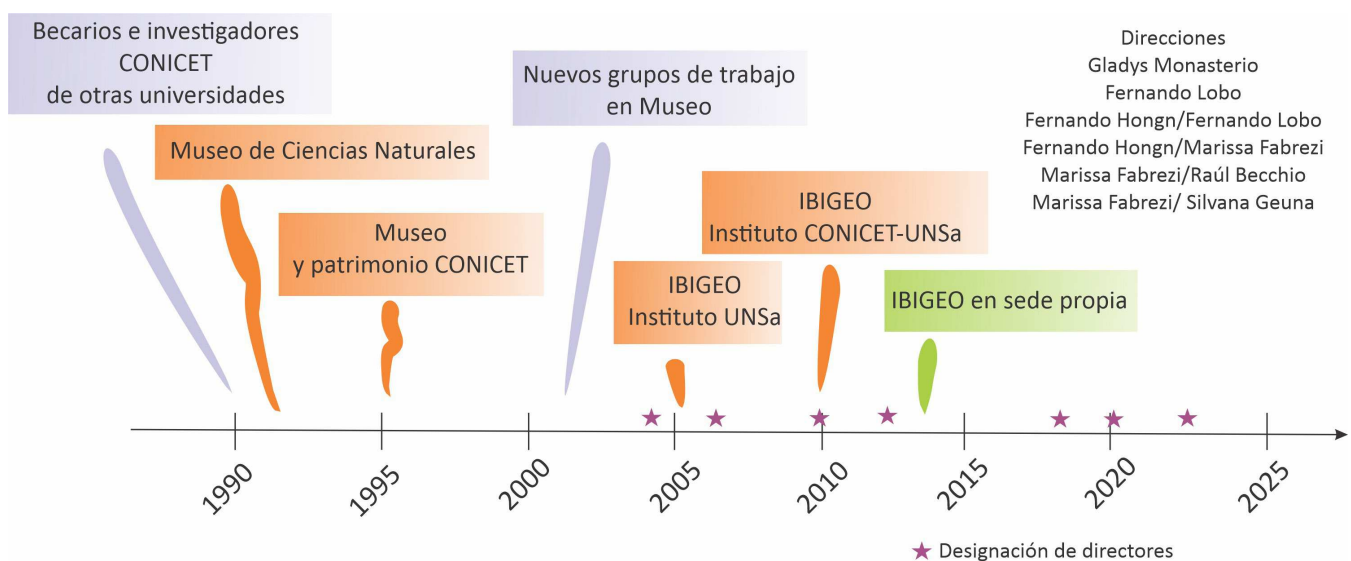 Becarios e investigadores
CONICET
de otras universidades
Museo de Ciencias Naturales
Museo
y patrimonio CONICET
Nuevos grupos de trabajo
en Museo
IBIGEO
Instituto UNSa
IBIGEO
Instituto CONICET-UNSa
IBIGEO en sede propia
Direcciones
Gladys Monasterio
Fernando Lobo
Fernando Hongn/Fernando Lobo
Fernando Hongn/Marissa Fabrezi
Marissa Fabrezi/Raúl Becchio
Marissa Fabrezi/ Silvana Geuna
1990
1995
2000
2005
2010
2015
2020
2025
Designación de directores